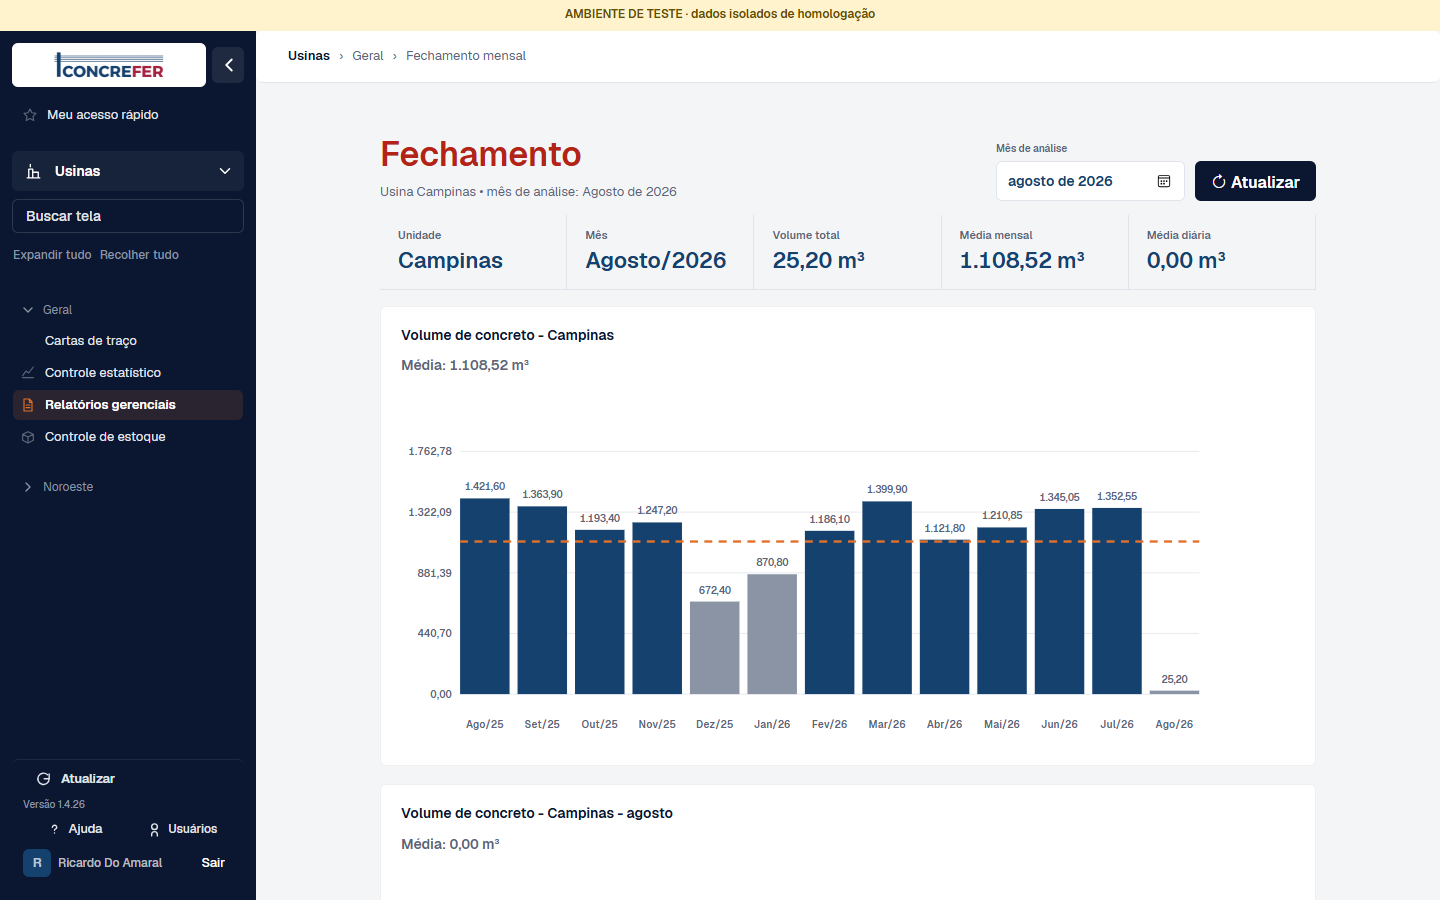 AMBIENTE DE TESTE · dados isolados de homologação
CONCREFER
Usinas › Geral › Fechamento mensal
Meu acesso rápido
Usinas
Buscar tela
Expandir tudo Recolher tudo
Geral
Cartas de traço
Controle estatístico
Relatórios gerenciais
Controle de estoque
Noroeste
Atualizar
Versão 1.4.26
? Ajuda Usuários
R Ricardo Do Amaral Sair
Fechamento
Usina Campinas • mês de análise: Agosto de 2026
Mês de análise
agosto de 2026
Atualizar
Unidade
Campinas
Mês
Agosto/2026
Volume total
25,20 m³
Média mensal
1.108,52 m³
Média diária
0,00 m³
Volume de concreto - Campinas
Média: 1.108,52 m³
1.762,78
1.322,09
881,39
440,70
0,00
1.421,60
1.363,90
1.193,40
1.247,20
672,40
870,80
1.186,10
1.399,90
1.121,80
1.210,85
1.345,05
1.352,55
25,20
Ago/25 Set/25 Out/25 Nov/25 Dez/25 Jan/26 Fev/26 Mar/26 Abr/26 Mai/26 Jun/26 Jul/26 Ago/26
Volume de concreto - Campinas - agosto
Média: 0,00 m³